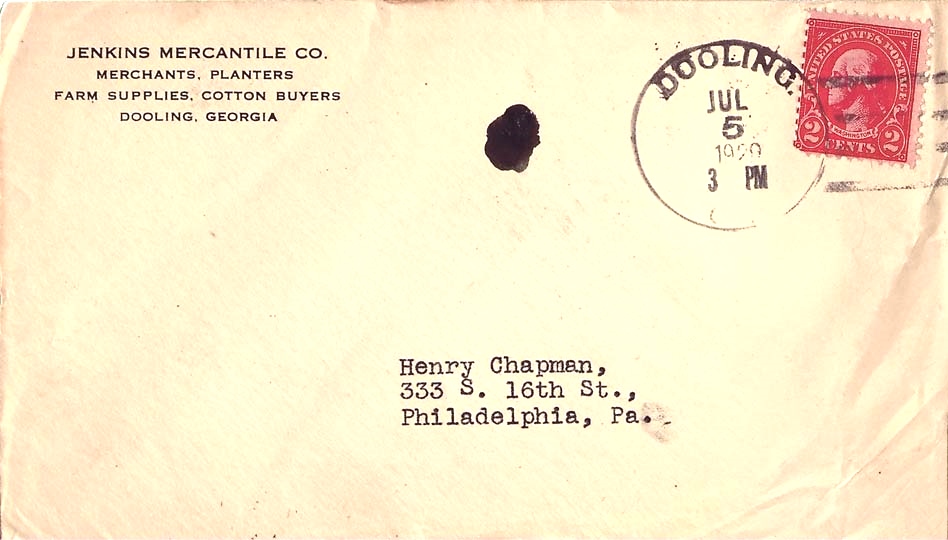 JENKINS MERCANTILE CO.
MERCHANTS, PLANTERS
FARM SUPPLIES, COTTON BUYERS
DOOLING, GEORGIA
DOOLING.
JUL
5
3 PM
UNITED STATES POSTAGE
WASHINGTON
2 CENTS 2
Henry Chapman,
333 S. 16th St.,
Philadelphia, Pa.